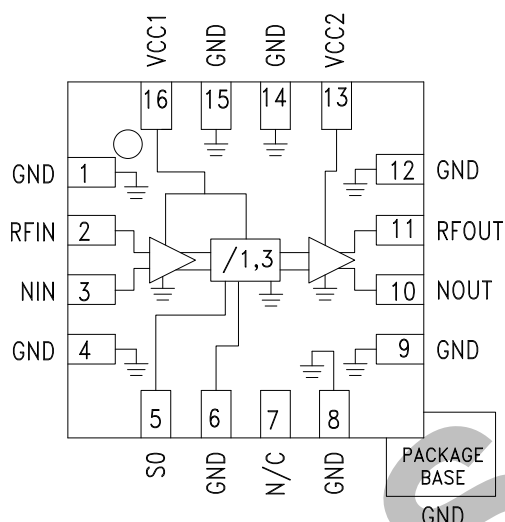 VCC1 GND GND VCC2
16 15 14 13
GND 1 12 GND
RFIN 2 11 RFOUT
/1,3
NIN 3 10 NOUT
GND 4 9 GND
5 6 7 8
S0 GND N/C GND
PACKAGE
BASE
GND